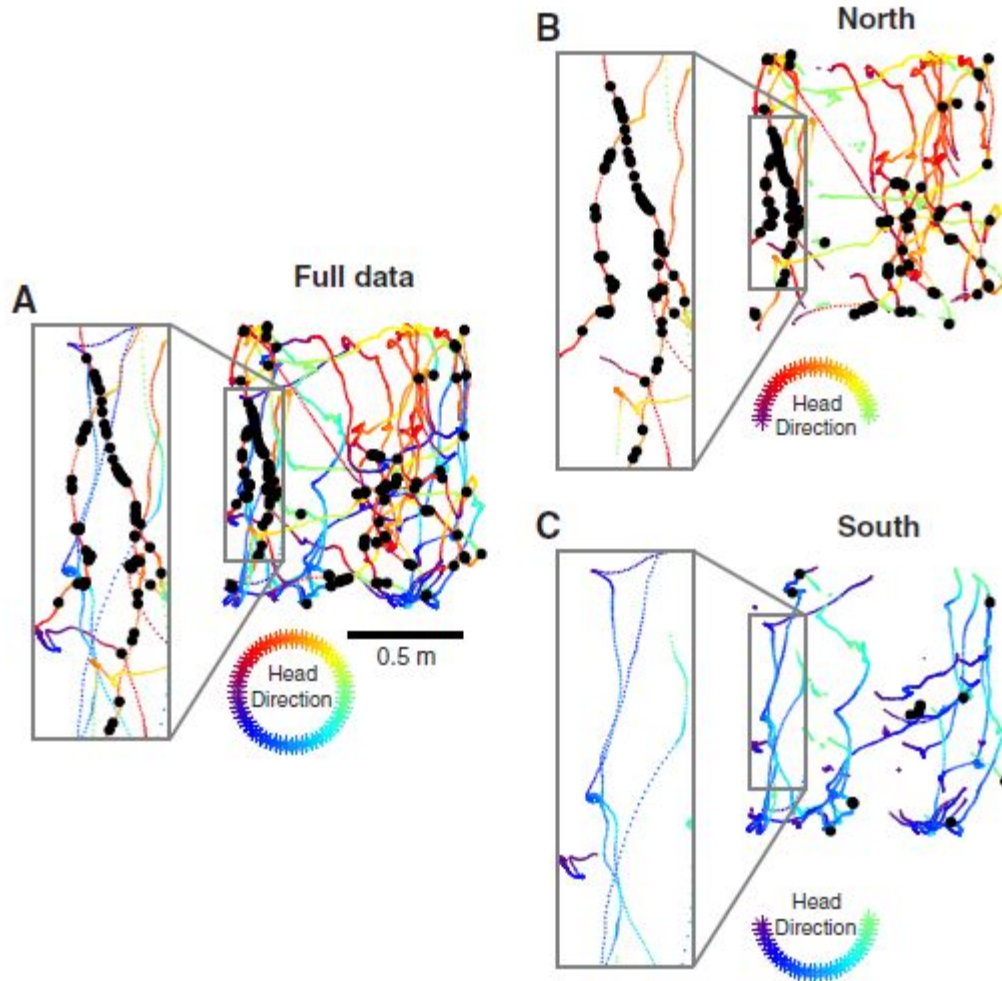 A
Full data
Head
Direction
0.5 m
B
North
Head
Direction
C
South
Head
Direction